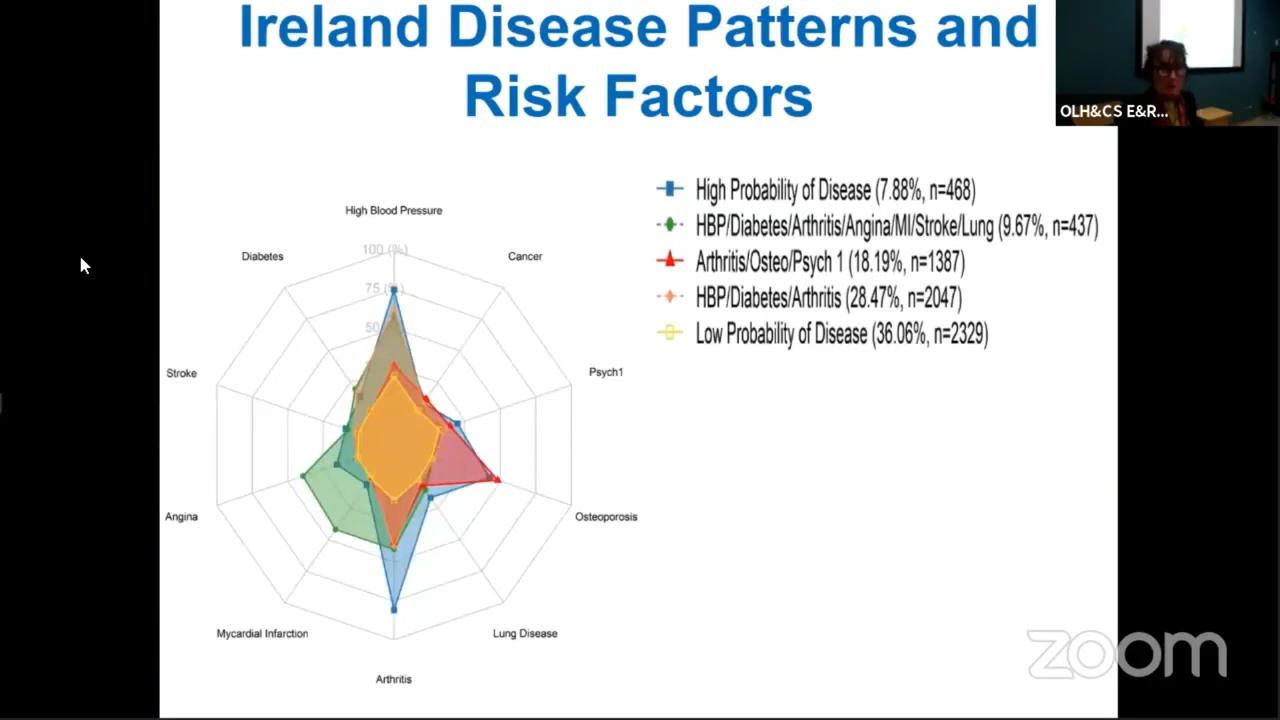 Ireland Disease Patterns and
Risk Factors
OLH&CS E&R...
High Probability of Disease (7.88%, n=468)
HBP/Diabetes/Arthritis/Angina/MI/Stroke/Lung (9.67%, n=437)
Arthritis/Osteo/Psych 1 (18.19%, n=1387)
HBP/Diabetes/Arthritis (28.47%, n=2047)
Low Probability of Disease (36.06%, n=2329)
High Blood Pressure
100 (%)
Diabetes
Cancer
75 (%)
50
Stroke
Psych1
Angina
Osteoporosis
Mycardial Infarction
Lung Disease
Arthritis
zoom